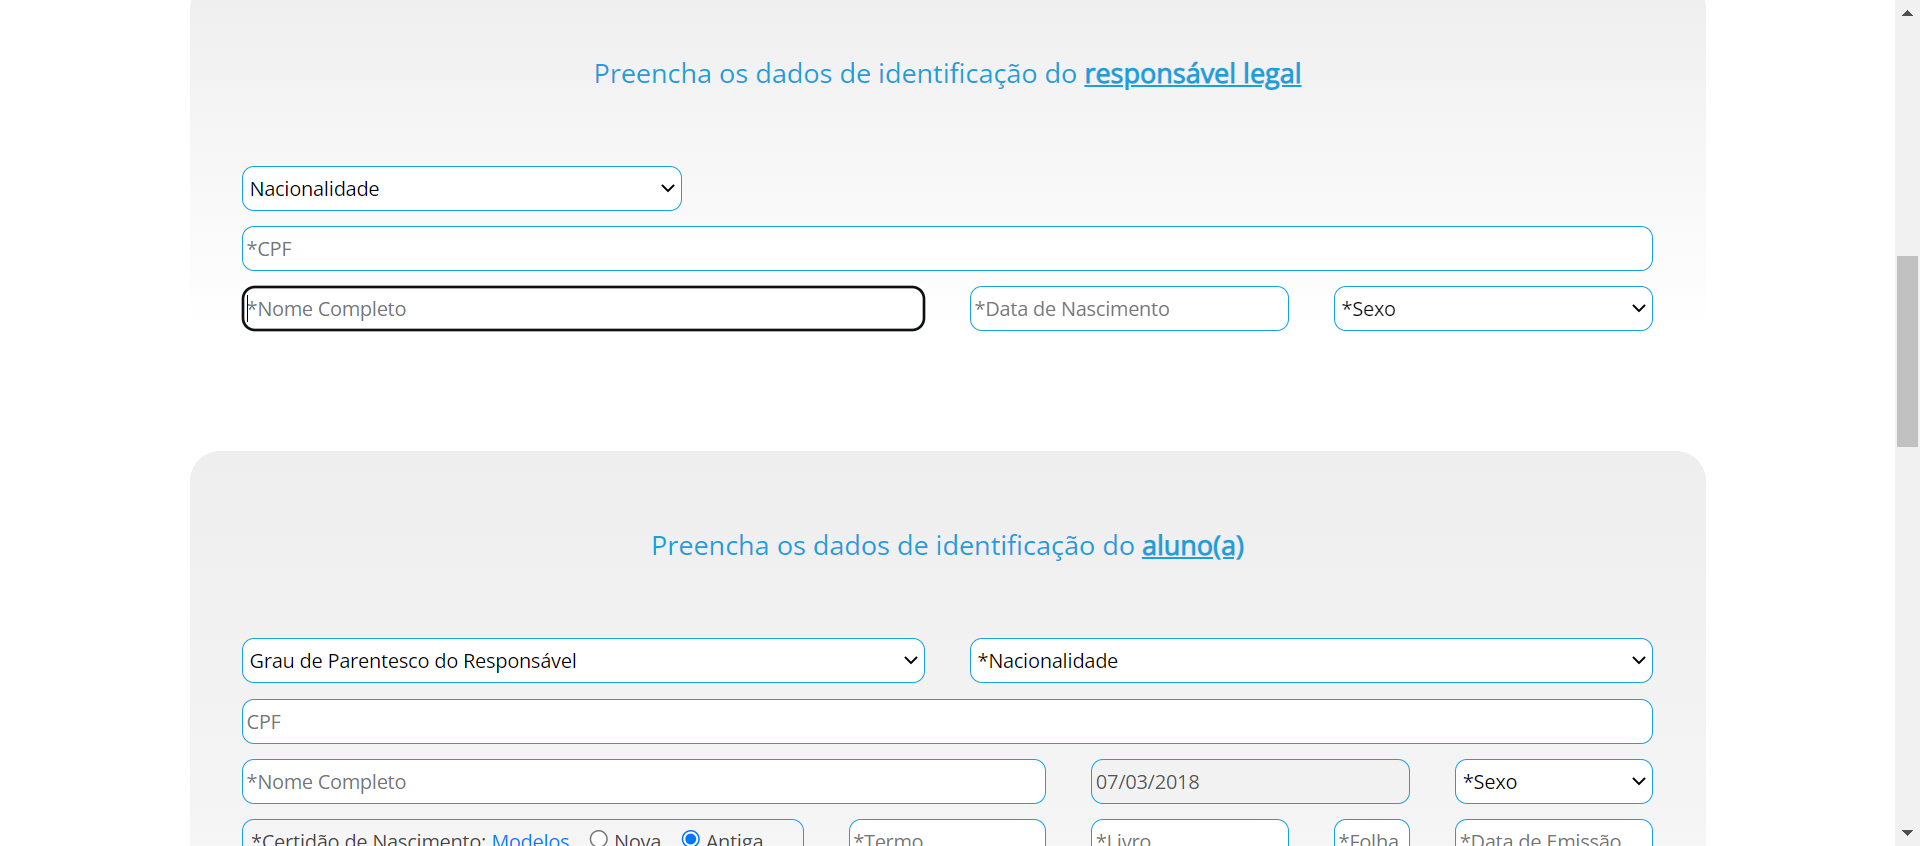 Preencha os dados de identificação do responsável legal
Nacionalidade
*CPF
*Nome Completo
*Data de Nascimento
*Sexo
Preencha os dados de identificação do aluno(a)
Grau de Parentesco do Responsável
*Nacionalidade
CPF
*Nome Completo
07/03/2018
*Sexo
*Certidão de Nascimento: Modelos Nova Antiga
*Termo
*Livro
*Folha
*Data de Emissão